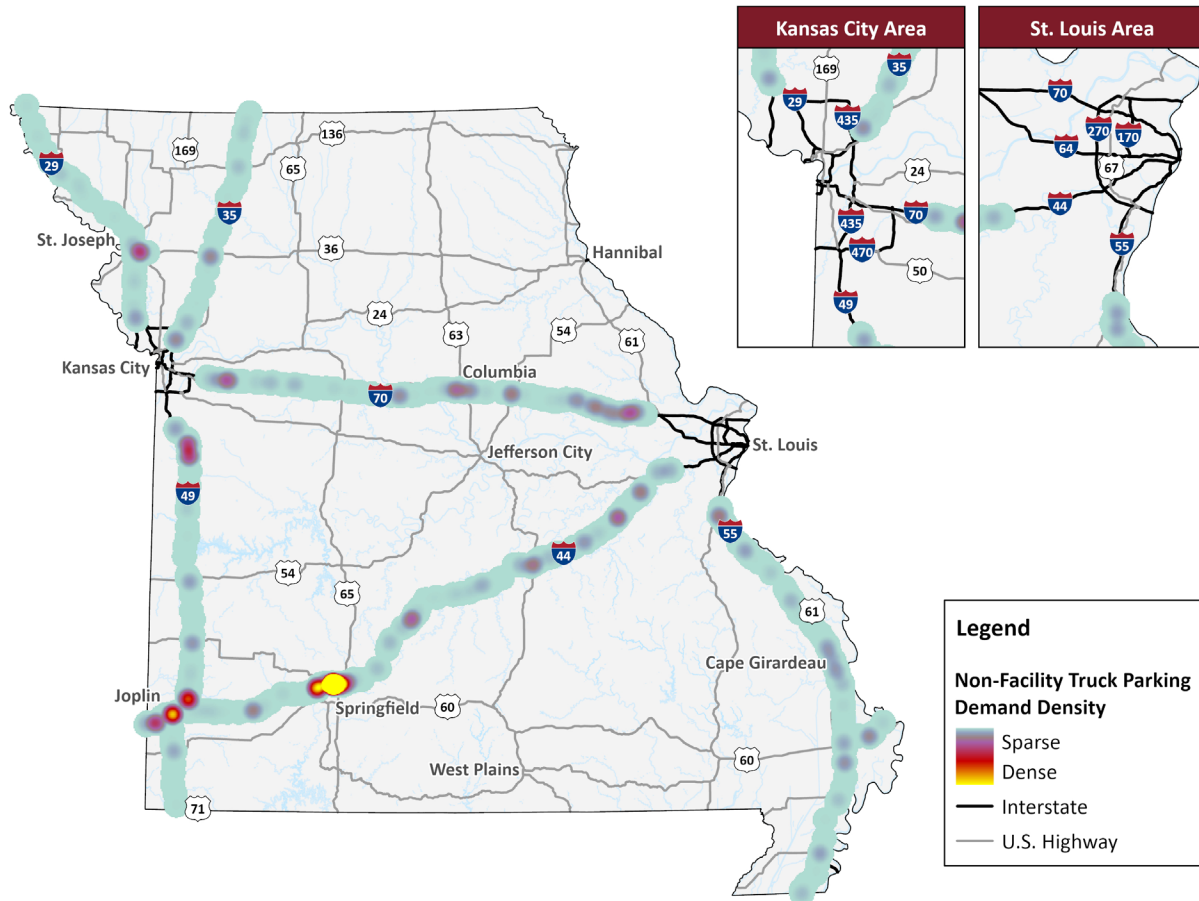 Kansas City Area
St. Louis Area
169
35
29
435
24
70
435
470
50
49
70
270
170
64
67
44
55
29
169
136
65
35
St. Joseph
36
Hannibal
24
63
54
61
Kansas City
Columbia
70
Jefferson City
St. Louis
49
55
44
54
65
61
Cape Girardeau
Joplin
Springfield
60
West Plains
60
71
Legend
Non-Facility Truck Parking
Demand Density
Sparse
Dense
Interstate
U.S. Highway